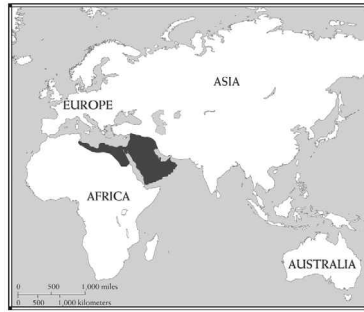 ASIA
EUROPE
AFRICA
AUSTRALIA
0 500 1,000 miles
0 500 1,000 kilometers